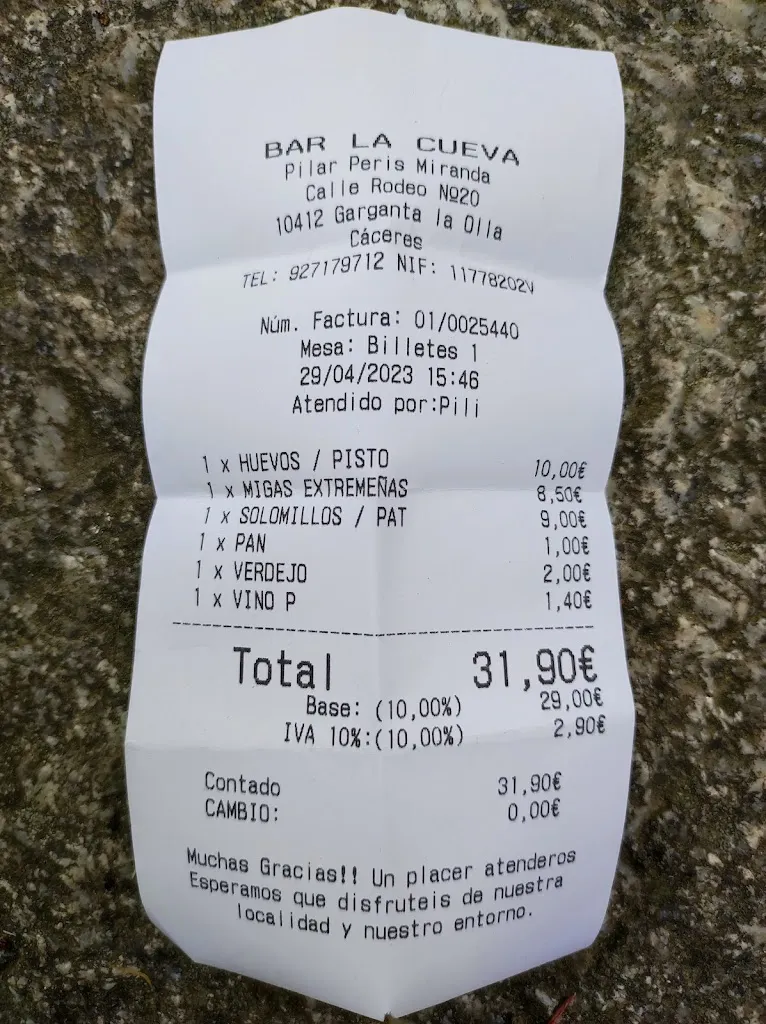 BAR LA CUEVA
Pilar Peris Miranda
Calle Rodeo Nº20
10412 Garganta la Olla
Cáceres
TEL: 927179712 NIF: 11778202V
Núm. Factura: 01/0025440
Mesa: Billetes 1
29/04/2023 15:46
Atendido por:Pili
1 x HUEVOS / PISTO 10,00€
1 x MIGAS EXTREMEÑAS 8,50€
1 x SOLOMILLOS / PAT 9,00€
1 x PAN 1,00€
1 x VERDEJO 2,00€
1 x VINO P 1,40€
Total 31,90€
Base: (10,00%) 29,00€
IVA 10%:(10,00%) 2,90€
Contado 31,90€
CAMBIO: 0,00€
Muchas Gracias!! Un placer atenderos
Esperamos que disfruteis de nuestra
localidad y nuestro entorno.